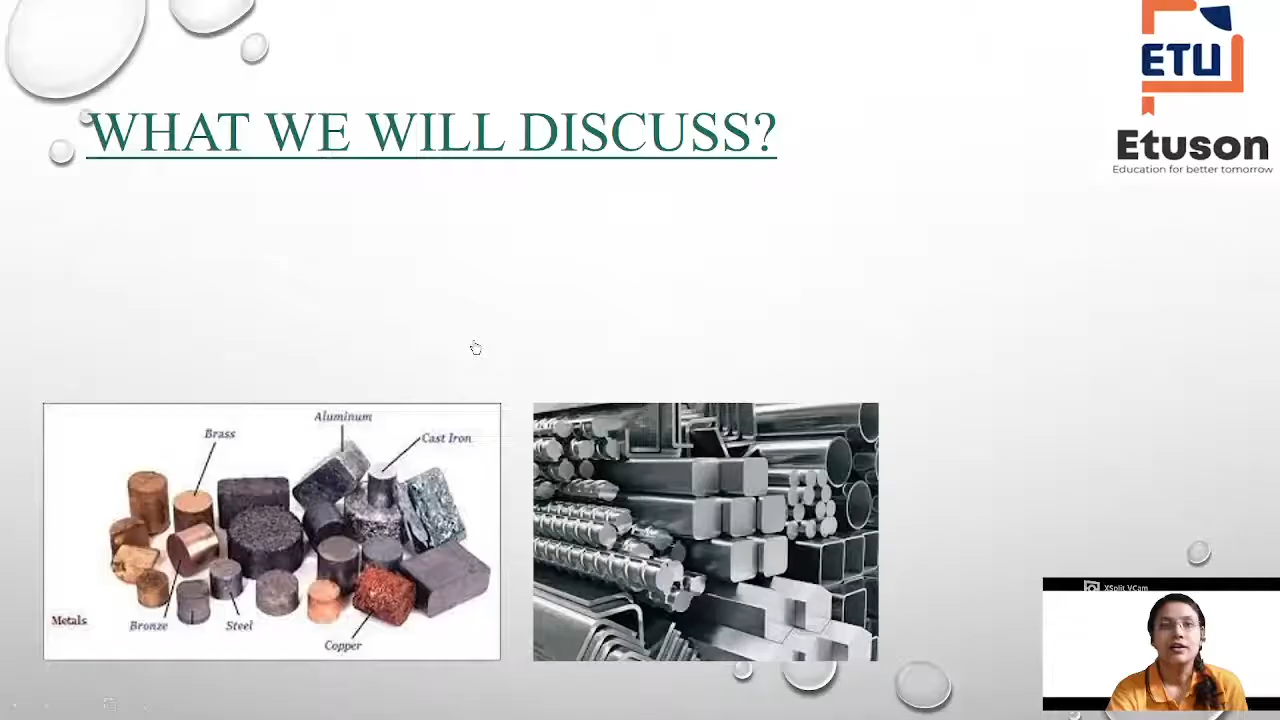 WHAT WE WILL DISCUSS?
ETU
Etuson
Education for better tomorrow
Aluminum
Brass
Cast Iron
Metals
Bronze
Steel
Copper
XSplit VCam